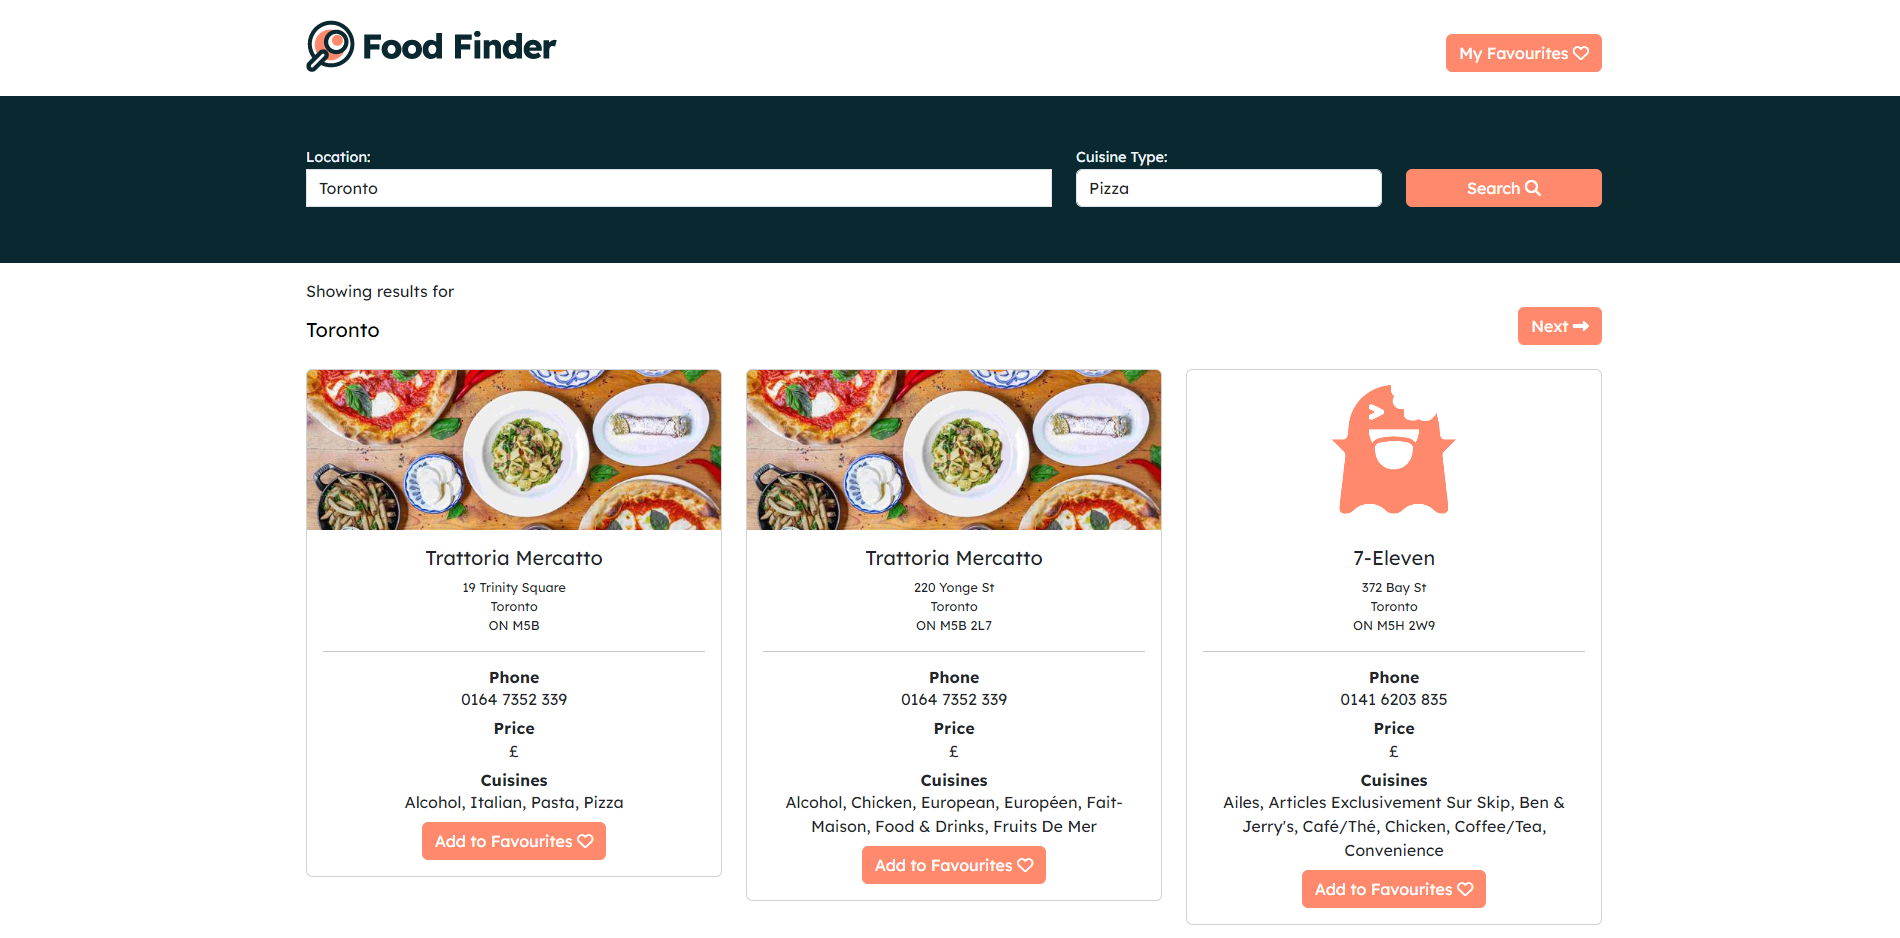 Food Finder
My Favourites
Location:
Cuisine Type:
Toronto
Pizza
Search
Showing results for
Toronto
Next
Trattoria Mercatto
19 Trinity Square
Toronto
ON M5B
Phone
0164 7352 339
Price
£
Cuisines
Alcohol, Italian, Pasta, Pizza
Add to Favourites
Trattoria Mercatto
220 Yonge St
Toronto
ON M5B 2L7
Phone
0164 7352 339
Price
£
Cuisines
Alcohol, Chicken, European, Européen, Fait-
Maison, Food & Drinks, Fruits De Mer
Add to Favourites
7-Eleven
372 Bay St
Toronto
ON M5H 2W9
Phone
0141 6203 835
Price
£
Cuisines
Ailes, Articles Exclusivement Sur Skip, Ben &
Jerry's, Café/Thé, Chicken, Coffee/Tea,
Convenience
Add to Favourites